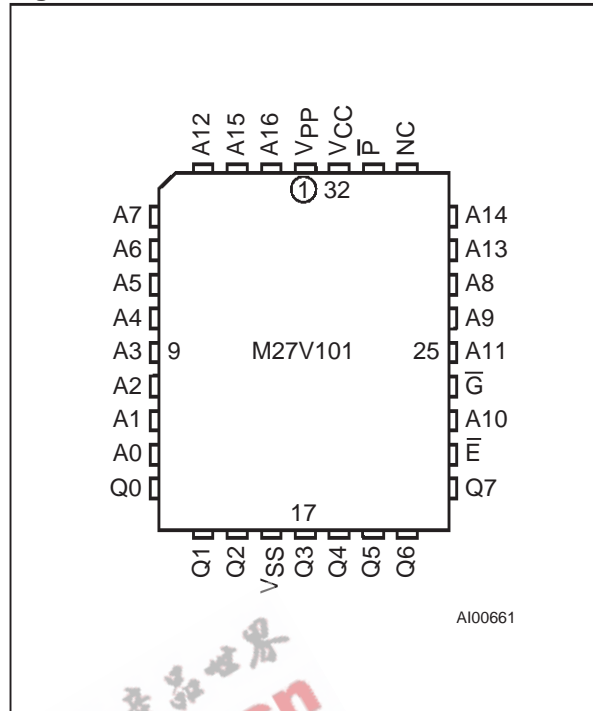 A12 A15 A16 VPP VCC P̅ NC
① 32
A7 A14
A6 A13
A5 A8
A4 A9
A3 9 M27V101 25 A11
A2 G̅
A1 A10
A0 E̅
Q0 Q7
17
Q1 Q2 VSS Q3 Q4 Q5 Q6
AI00661